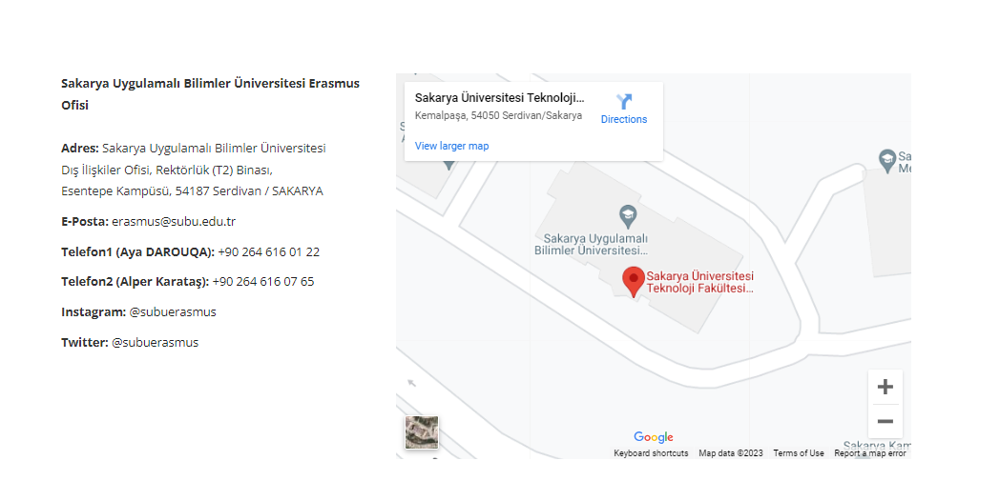 Sakarya Uygulamalı Bilimler Üniversitesi Erasmus
Ofisi
Adres: Sakarya Uygulamalı Bilimler Üniversitesi
Dış İlişkiler Ofisi, Rektörlük (T2) Binası,
Esentepe Kampüsü, 54187 Serdivan / SAKARYA
E-Posta: erasmus@subu.edu.tr
Telefon1 (Aya DAROUQA): +90 264 616 01 22
Telefon2 (Alper Karataş): +90 264 616 07 65
Instagram: @subuerasmus
Twitter: @subuerasmus
Sakarya Üniversitesi Teknoloji...
Kemalpaşa, 54050 Serdivan/Sakarya
Directions
View larger map
Sa
Sakarya Uygulamalı
Bilimler Üniversitesi...
Sakarya Üniversitesi
Teknoloji Fakültesi...
Google
Sakarya Kam
Keyboard shortcuts
Map data ©2023
Terms of Use
Report a map error